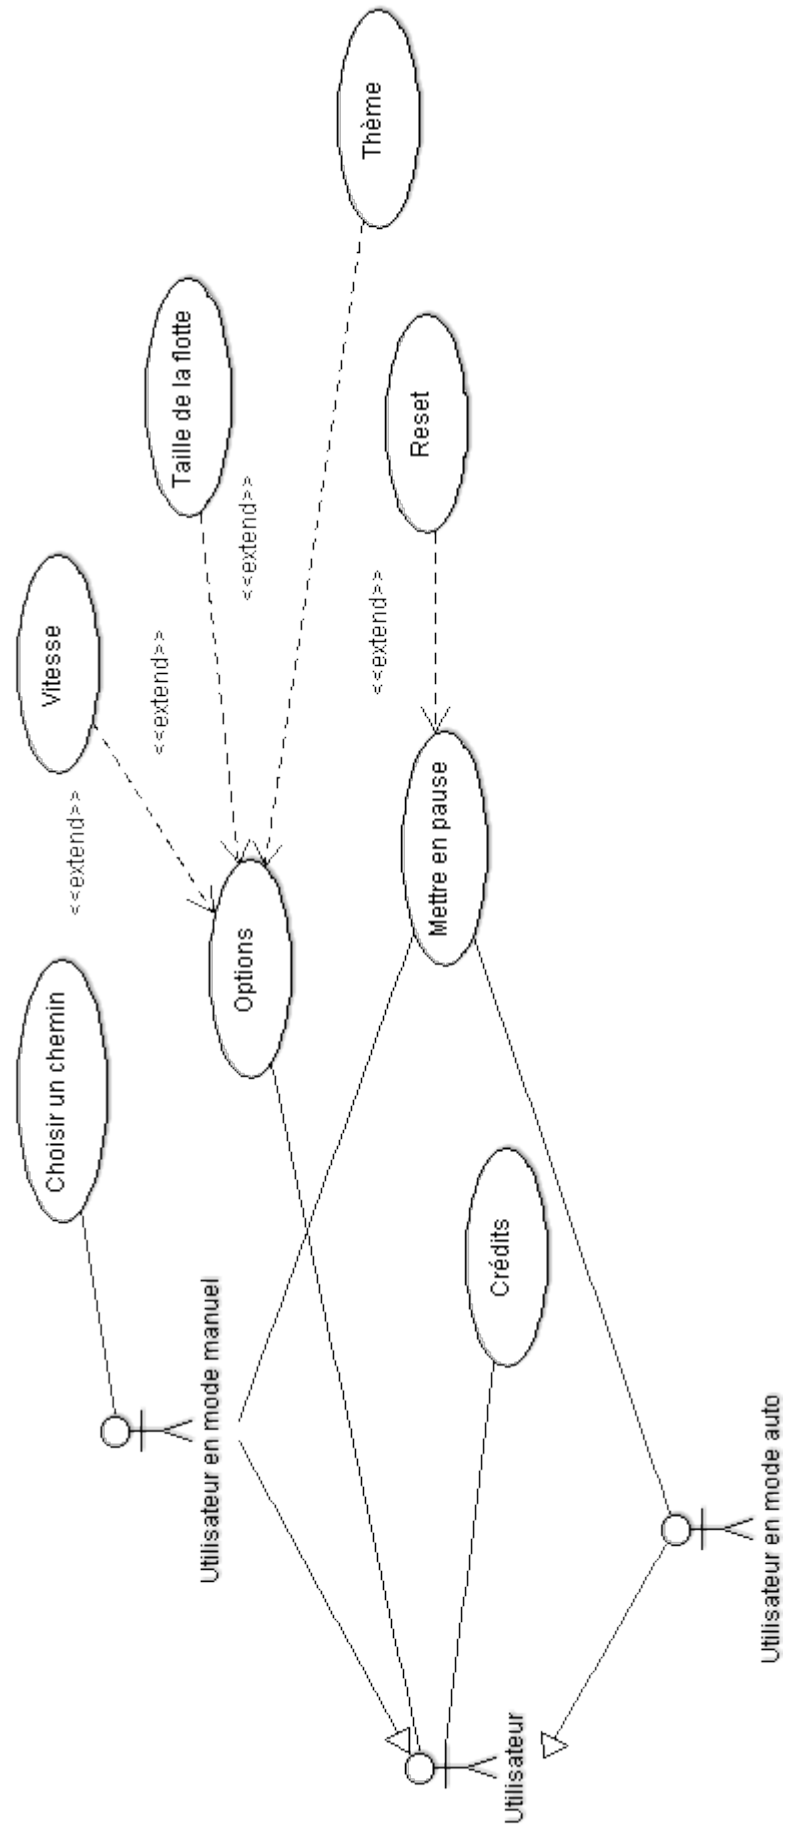 Choisir un chemin
<<extend>>
Vitesse
<<extend>>
Taille de la flotte
<<extend>>
Thème
Utilisateur en mode manuel
Options
<<extend>>
Reset
Mettre en pause
Crédits
Utilisateur
Utilisateur en mode auto